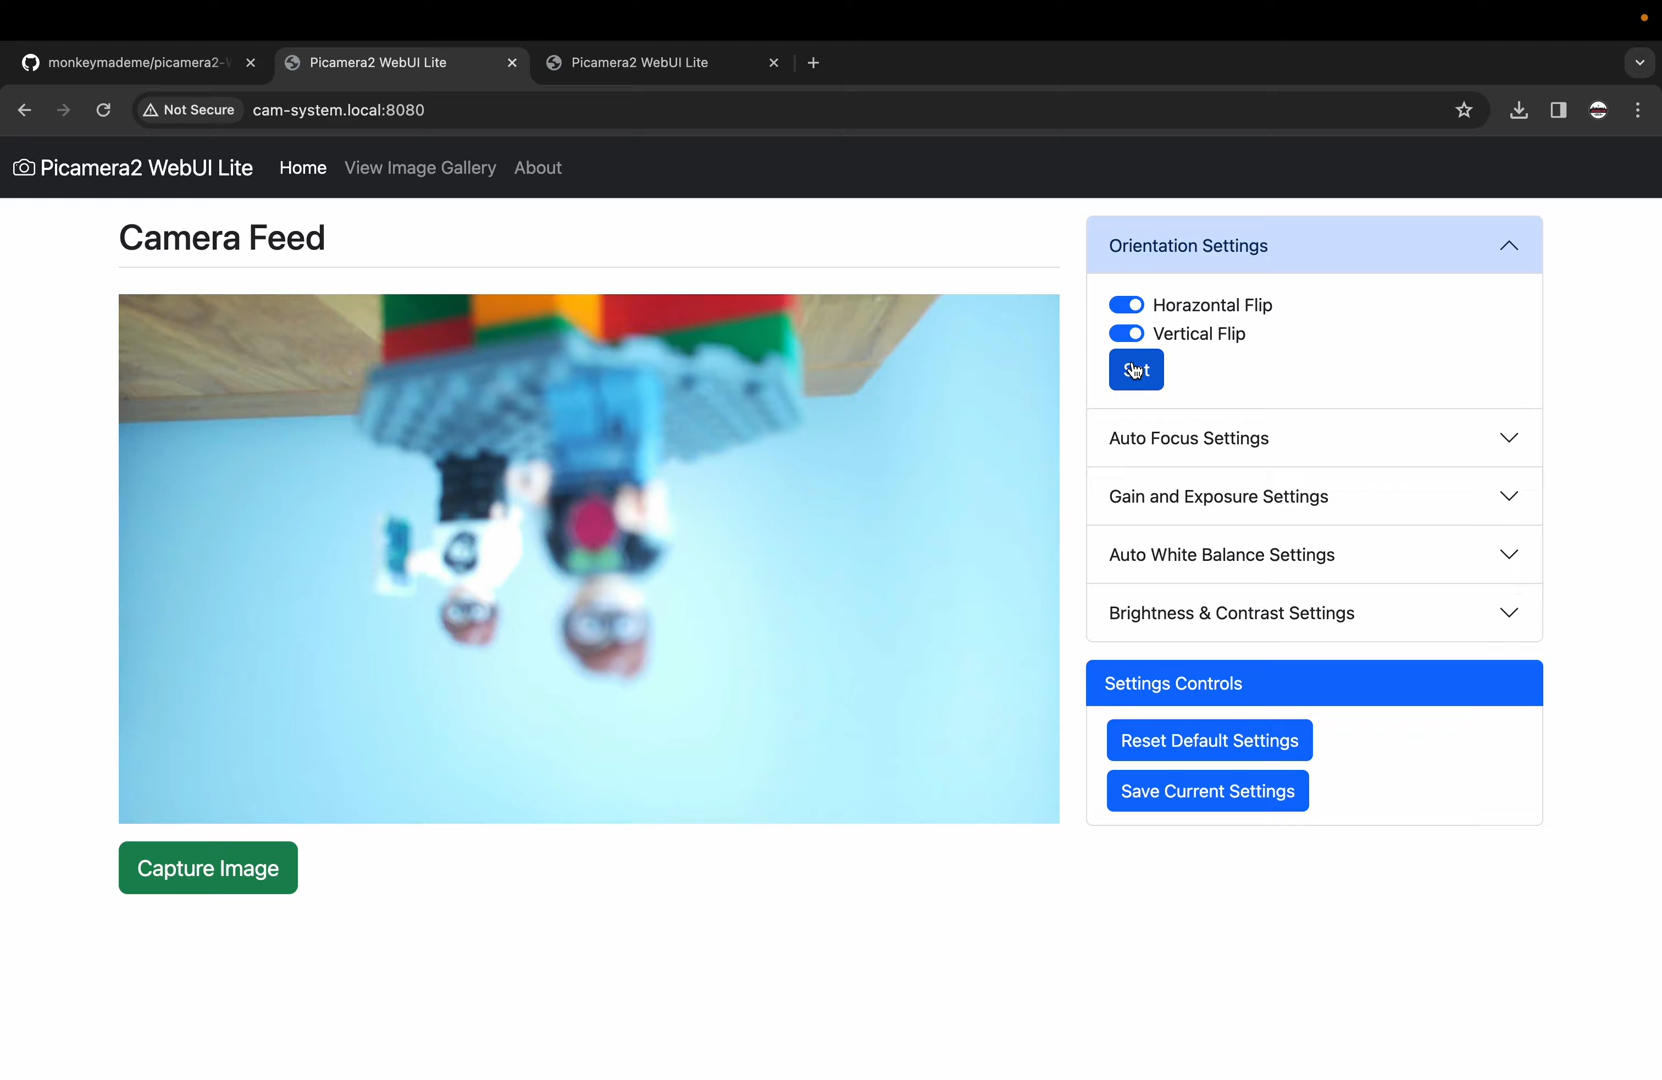 monkeymademe/picamera2-W
Picamera2 WebUI Lite
Picamera2 WebUI Lite
Not Secure
cam-system.local:8080
Picamera2 WebUI Lite
Home
View Image Gallery
About
Camera Feed
Orientation Settings
Horazontal Flip
Vertical Flip
Auto Focus Settings
Gain and Exposure Settings
Auto White Balance Settings
Brightness & Contrast Settings
Settings Controls
Reset Default Settings
Save Current Settings
Capture Image